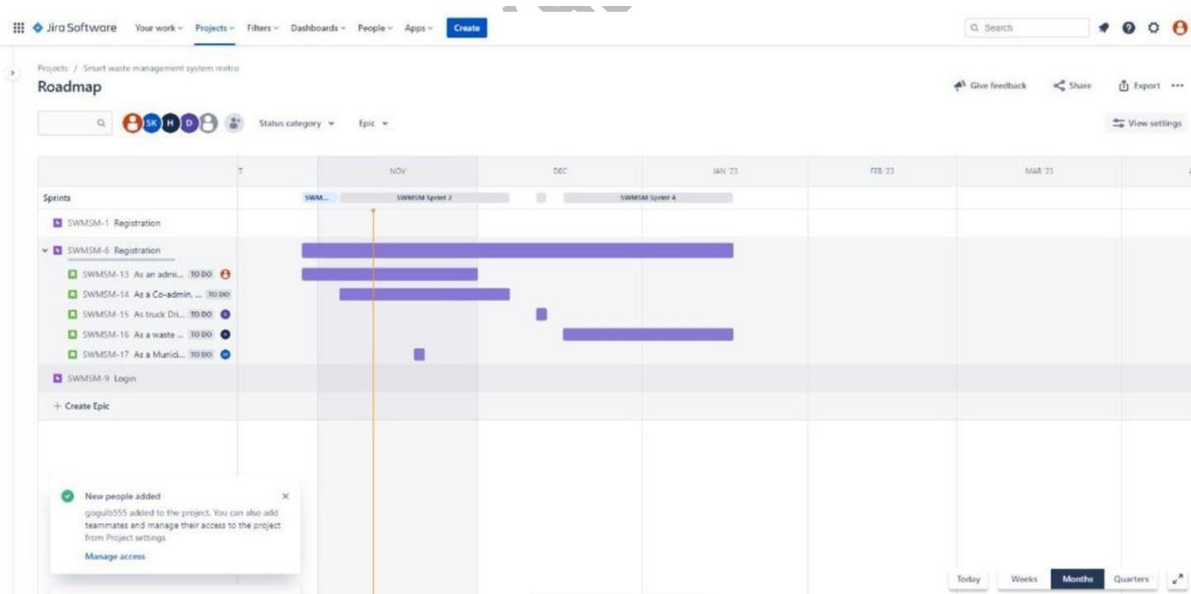 Jira Software Your work Projects Filters Dashboards People Apps Create Search
Projects / Smart waste management system metro
Roadmap
Give feedback Share Export
SK H D Status category Epic View settings
T NOV DEC JAN '23 FEB '23 MAR '23
Sprints SWM... SWMSM Sprint 2 SWMSM Sprint 4
SWMSM-1 Registration
SWMSM-6 Registration
SWMSM-13 As an admi... TO DO
SWMSM-14 As a Co-admin, ... TO DO
SWMSM-15 As truck Dri... TO DO
SWMSM-16 As a waste ... TO DO
SWMSM-17 As a Munici... TO DO
SWMSM-9 Login
+ Create Epic
New people added
gogulb555 added to the project. You can also add
teammates and manage their access to the project
from Project settings
Manage access
Today Weeks Months Quarters